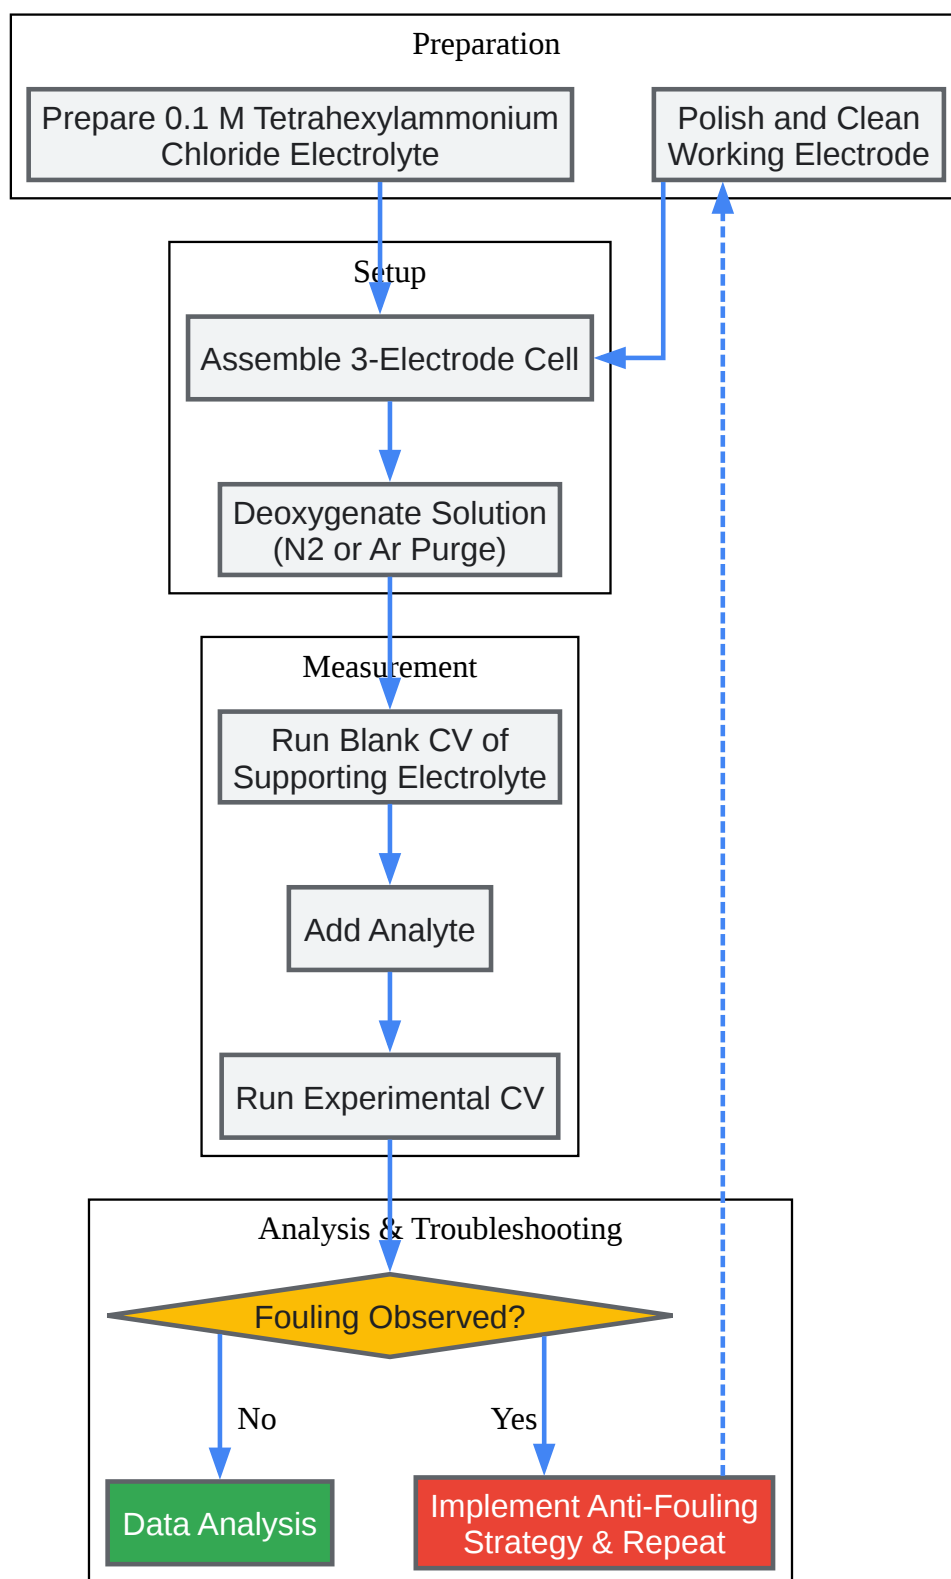 Preparation
Prepare 0.1 M Tetrahexylammonium
Chloride Electrolyte
Polish and Clean
Working Electrode
Setup
Assemble 3-Electrode Cell
Deoxygenate Solution
(N2 or Ar Purge)
Measurement
Run Blank CV of
Supporting Electrolyte
Add Analyte
Run Experimental CV
Analysis & Troubleshooting
Fouling Observed?
No
Yes
Data Analysis
Implement Anti-Fouling
Strategy & Repeat